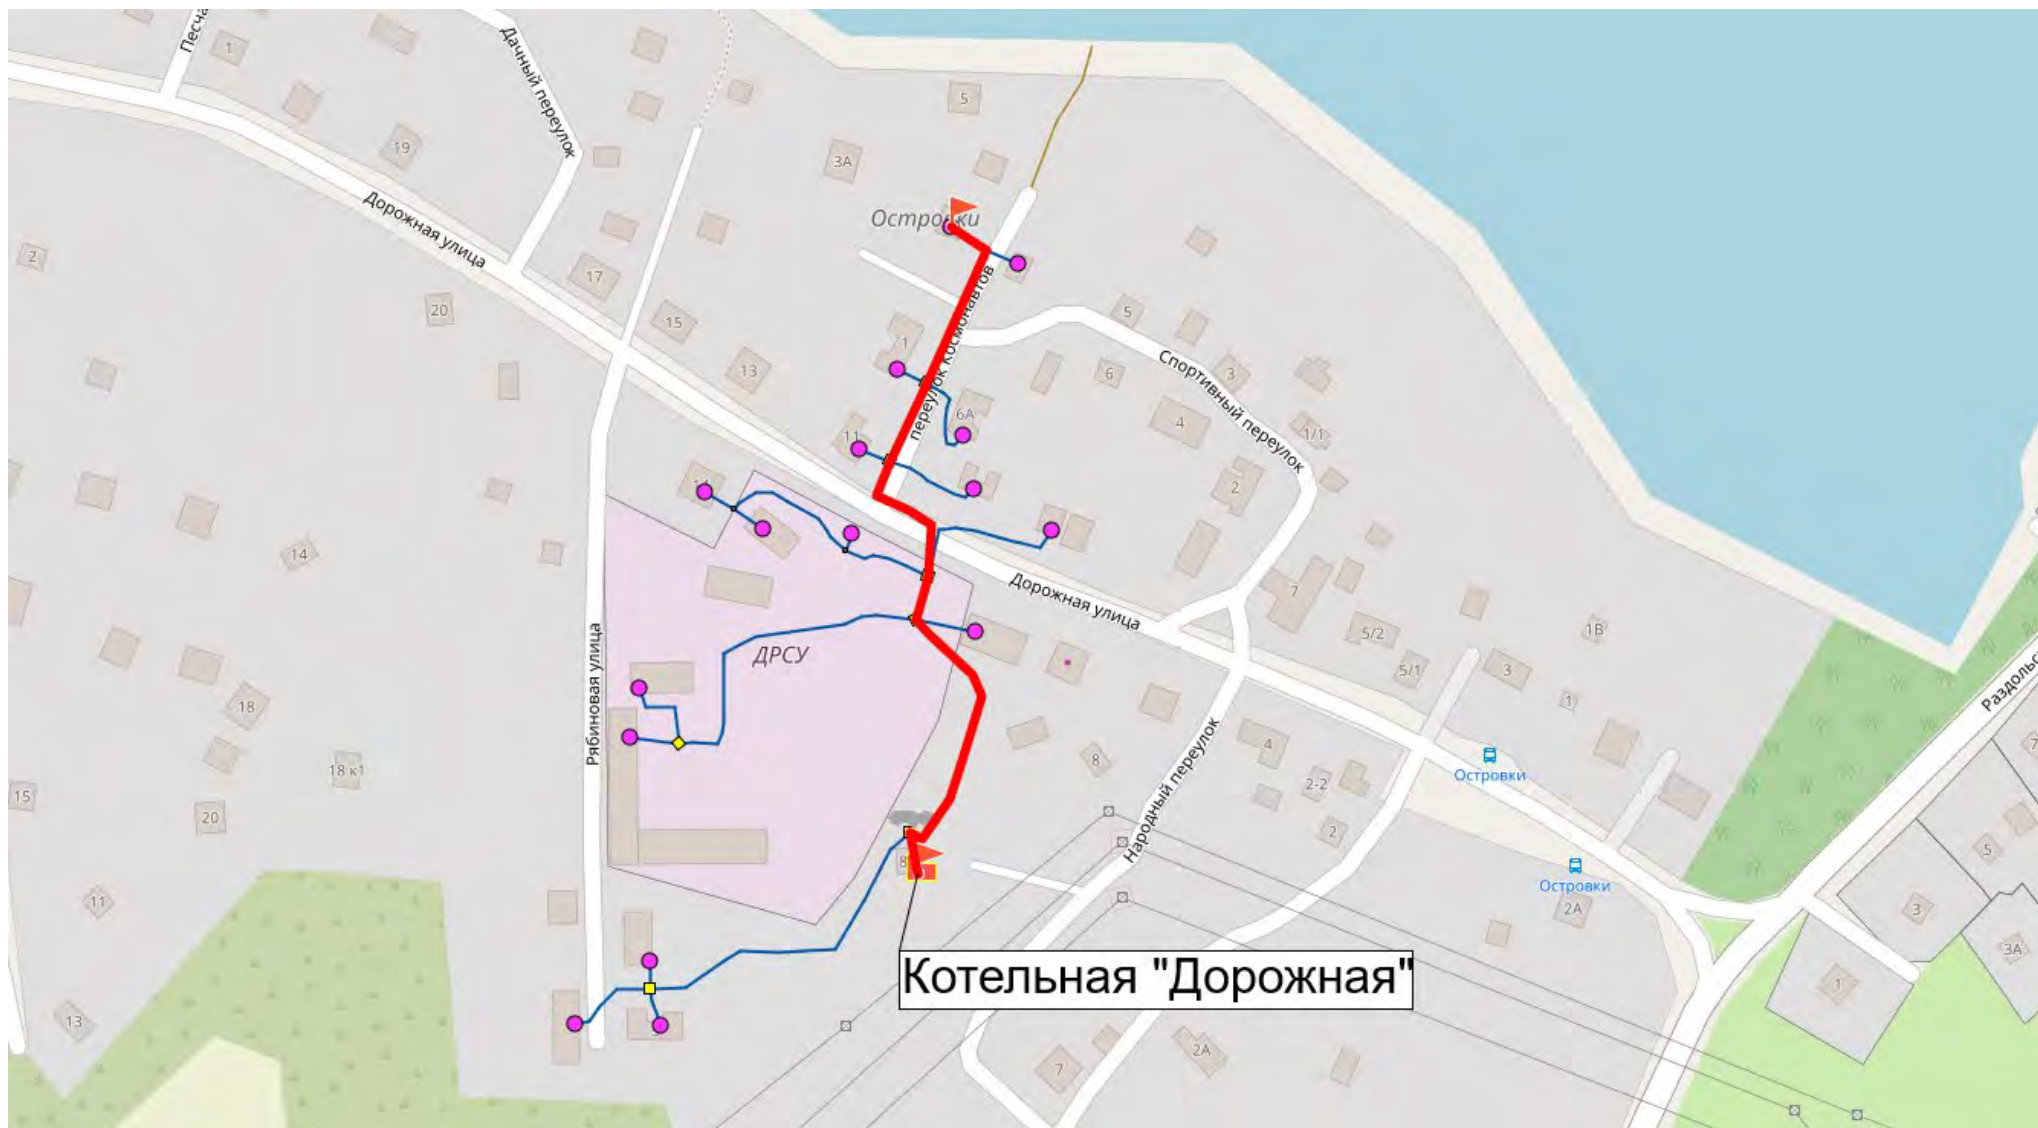 Песча
1
Дачный переулок
5
19
3А
Островки
Дорожная улица
2
17
20
15
1
переулок Космонавтов
5
6
3
Спортивный переулок
13
6А
4
1/1
11
2
14
14
Дорожная улица
7
5/2
1В
ДРСУ
5/1
3
1
Раздольс
Рябиновая улица
18
Народный переулок
4
8
Островки
18 к1
2-2
15
20
2
7
8
5
Островки
11
2А
3
3А
Котельная "Дорожная"
1
13
7
2А